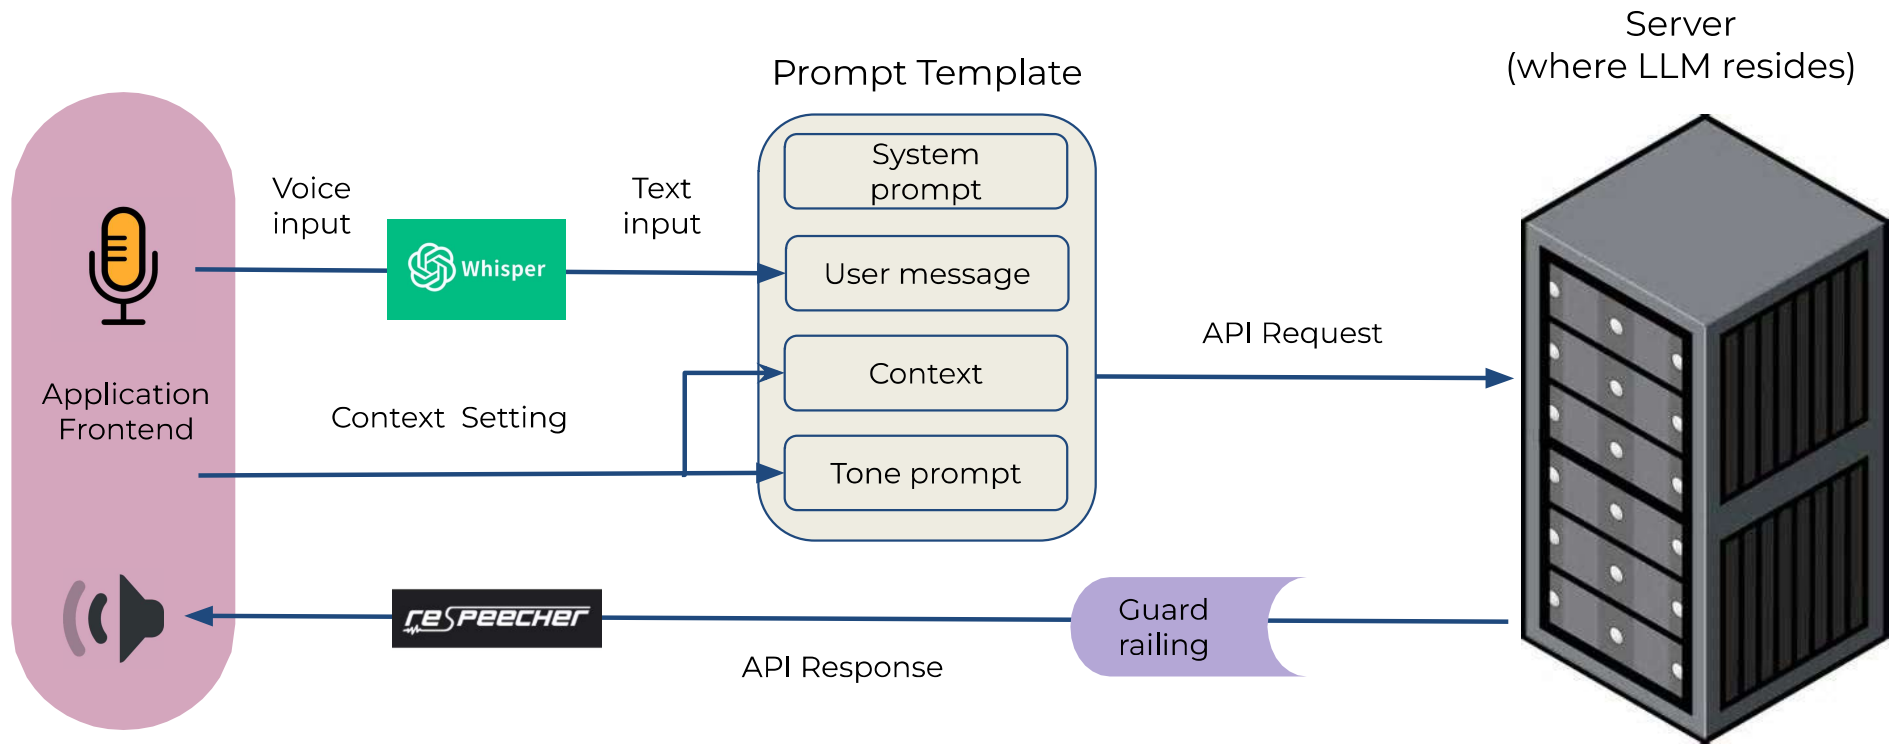 Server
(where LLM resides)
Prompt Template
System
prompt
Voice
input
Text
input
Whisper
User message
API Request
Context
Application
Frontend
Context Setting
Tone prompt
reSpeecher
Guard
railing
API Response